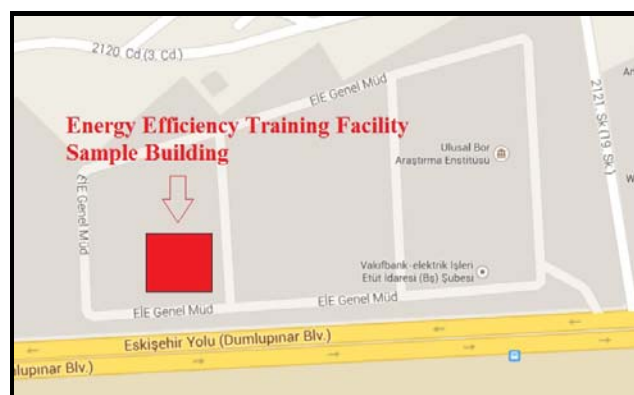 2120. Cd (3. Cd.)
EİE Genel Müd
Energy Efficiency Training Facility
Sample Building
2121. Sk (19. Sk.)
Ulusal Bor
Araştırma Enstitüsü
EİE Genel Müd
Vakıfbank-elektrik İşleri
Etüt İdaresi (Bş) Şubesi
EİE Genel Müd
EİE Genel Müd
Eskişehir Yolu (Dumlupınar Blv.)
lupınar Blv.)